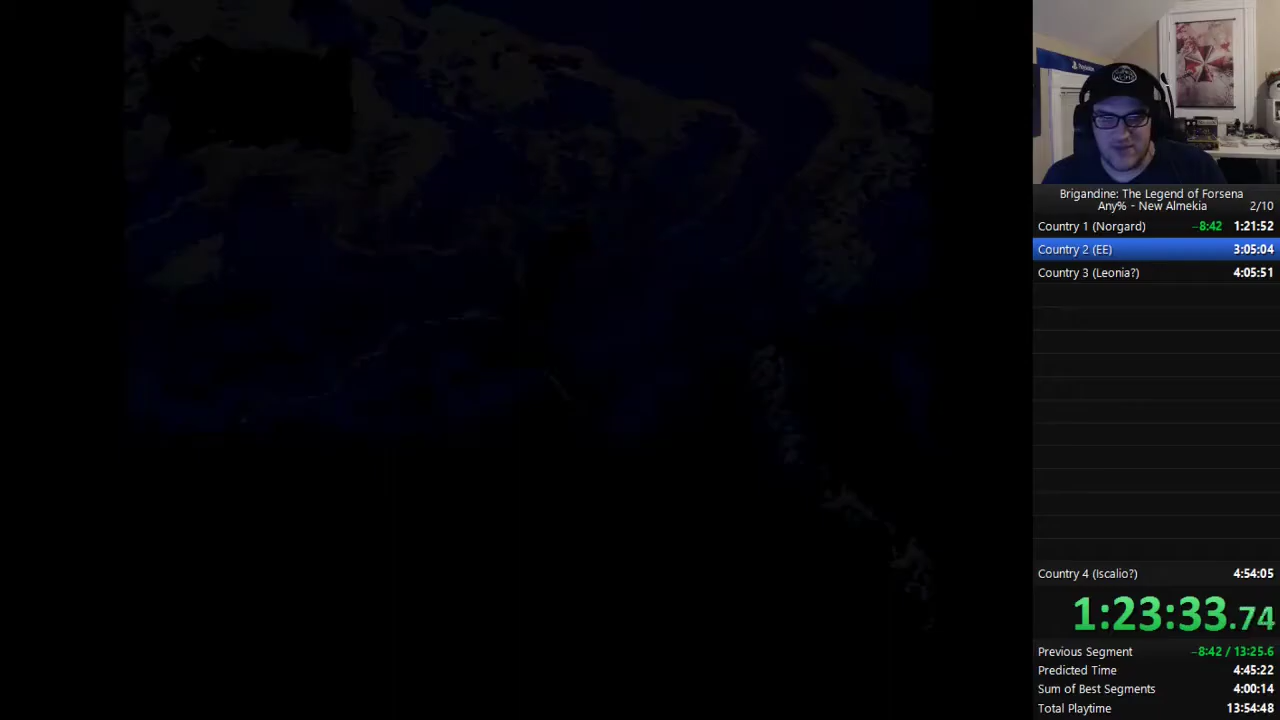 Brigandine: The Legend of Forsena
Any% - New Almekia 2/10
Country 1 (Norgard) −8:42 1:21:52
Country 2 (EE) 3:05:04
Country 3 (Leonia?) 4:05:51
Country 4 (Iscalio?) 4:54:05
1:23:33.74
Previous Segment −8:42 / 13:25.6
Predicted Time 4:45:22
Sum of Best Segments 4:00:14
Total Playtime 13:54:48